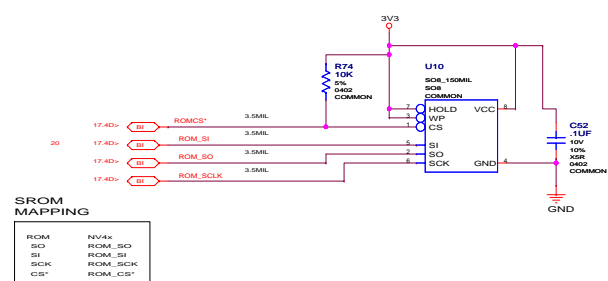 3V3
R74
10K
5%
0402
COMMON
U10
SO8_150MIL
SO8
COMMON
7 HOLD VCC 8
3 WP
1 CS
5 SI
2 SO
6 SCK GND 4
C52
.1UF
10V
10%
X5R
0402
COMMON
GND
17.4D> BI ROMCS* 3.5MIL
20 17.4D> BI ROM_SI 3.5MIL
17.4D> BI ROM_SO 3.5MIL
17.4D> BI ROM_SCLK 3.5MIL
SROM
MAPPING
ROM NV4x
SO ROM_SO
SI ROM_SI
SCK ROM_SCK
CS* ROM_CS*